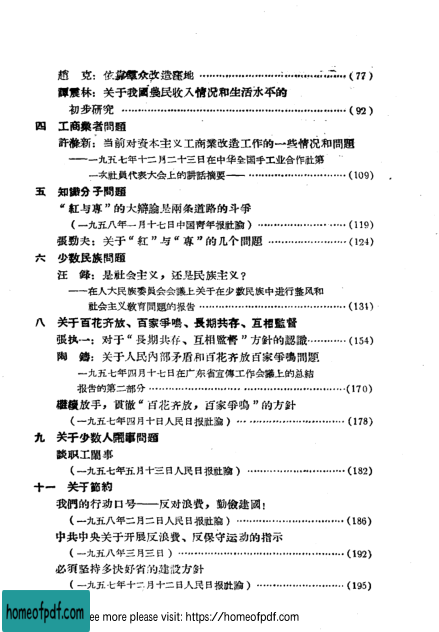 趙　克：依靠羣众改造落地 ……………………………(77)
譚震林：关于我國農民收入情况和生活水平的
初步研究 ……………………………………………(92)
四　工商業者問題
許滌新：当前对資本主义工商業改造工作的一些情况和問題
——一九五七年十二月二十三日在中华全国手工业合作社第
一次社員代表大会上的講話摘要——……………………(109)
五　知識分子問題
“紅与專”的大辯論是兩条道路的斗爭
(一九五八年一月十七日中国青年报社論) ………………(119)
張勁夫：关于“紅”与“專”的几个問題 ………………(124)
六　少数民族問題
汪　鋒：是社会主义，还是民族主义？
——在人大民族委員会会議上关于在少数民族中进行整风和
社会主义敎育問題的报告 …………………………………(134)
八　关于百花齐放、百家爭鳴、長期共存、互相監督
張执一：对于“長期共存、互相監督”方針的認識…………(154)
陶　鑄：关于人民內部矛盾和百花齐放百家爭鳴問題
一九五七年四月十七日在广东省宣傳工作会議上的总結
报告的第二部分 ……………………………………………(170)
繼續放手，貫徹“百花齐放，百家爭鳴”的方針
(一九五七年四月十日人民日报社論) ……………………(178)
九　关于少数人鬧事問題
談职工鬧事
(一九五七年五月十三日人民日报社論) …………………(182)
十一　关于節約
我們的行动口号——反对浪費，勤儉建國！
(一九五八年二月二日人民日报社論) ……………………(186)
中共中央关于开展反浪費、反保守运动的指示
(一九五八年三月三日) ……………………………………(192)
必須堅持多快好省的建設方針
(一九五七年十二月十二日人民日报社論) ………………(195)
homeofpdf.com
ee more please visit: https://homeofpdf.com